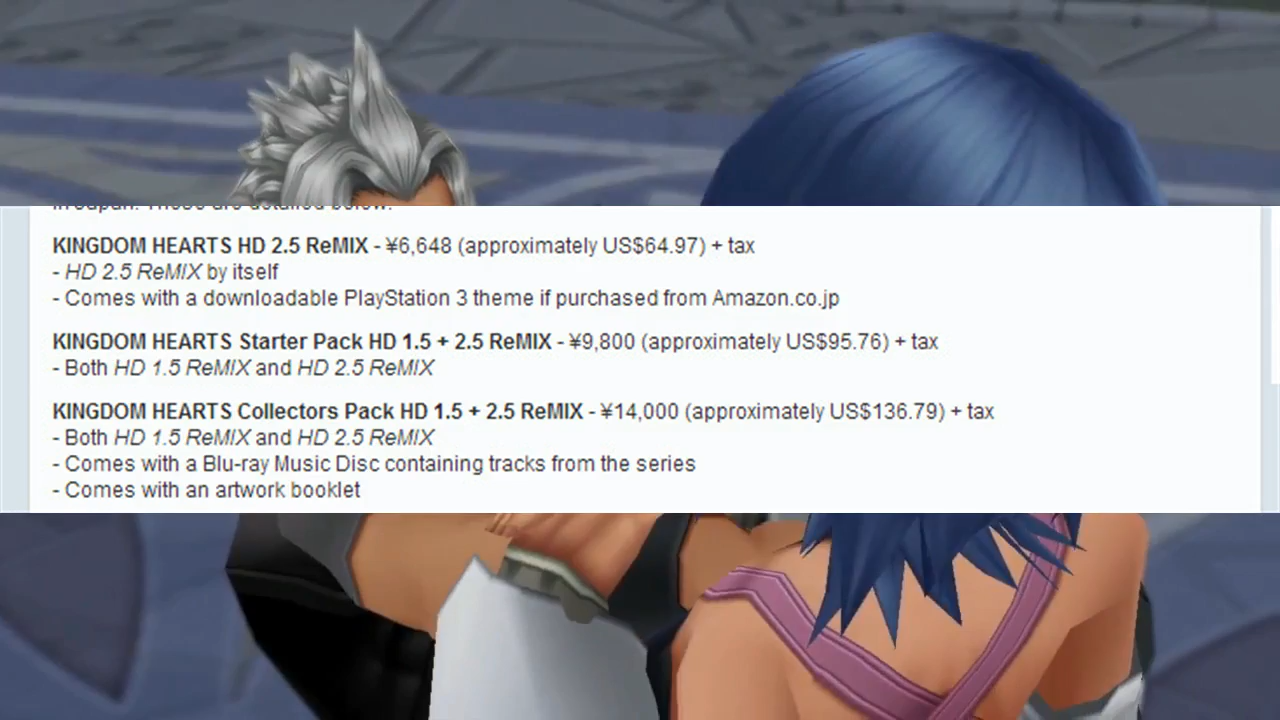 KINGDOM HEARTS HD 2.5 ReMIX - ¥6,648 (approximately US$64.97) + tax
- HD 2.5 ReMIX by itself
- Comes with a downloadable PlayStation 3 theme if purchased from Amazon.co.jp
KINGDOM HEARTS Starter Pack HD 1.5 + 2.5 ReMIX - ¥9,800 (approximately US$95.76) + tax
- Both HD 1.5 ReMIX and HD 2.5 ReMIX
KINGDOM HEARTS Collectors Pack HD 1.5 + 2.5 ReMIX - ¥14,000 (approximately US$136.79) + tax
- Both HD 1.5 ReMIX and HD 2.5 ReMIX
- Comes with a Blu-ray Music Disc containing tracks from the series
- Comes with an artwork booklet